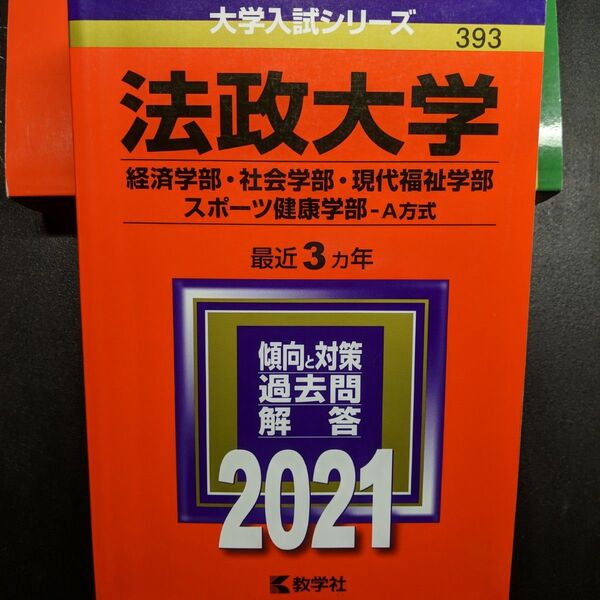 大学入試シリーズ
393
法政大学
経済学部・社会学部・現代福祉学部
スポーツ健康学部-A方式
最近3カ年
傾向と対策
過去問
解答
2021
教学社